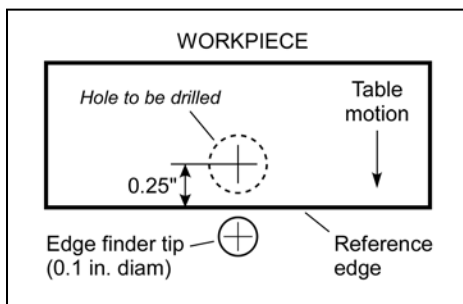 WORKPIECE
Hole to be drilled
Table
motion
0.25"
Edge finder tip
(0.1 in. diam)
Reference
edge